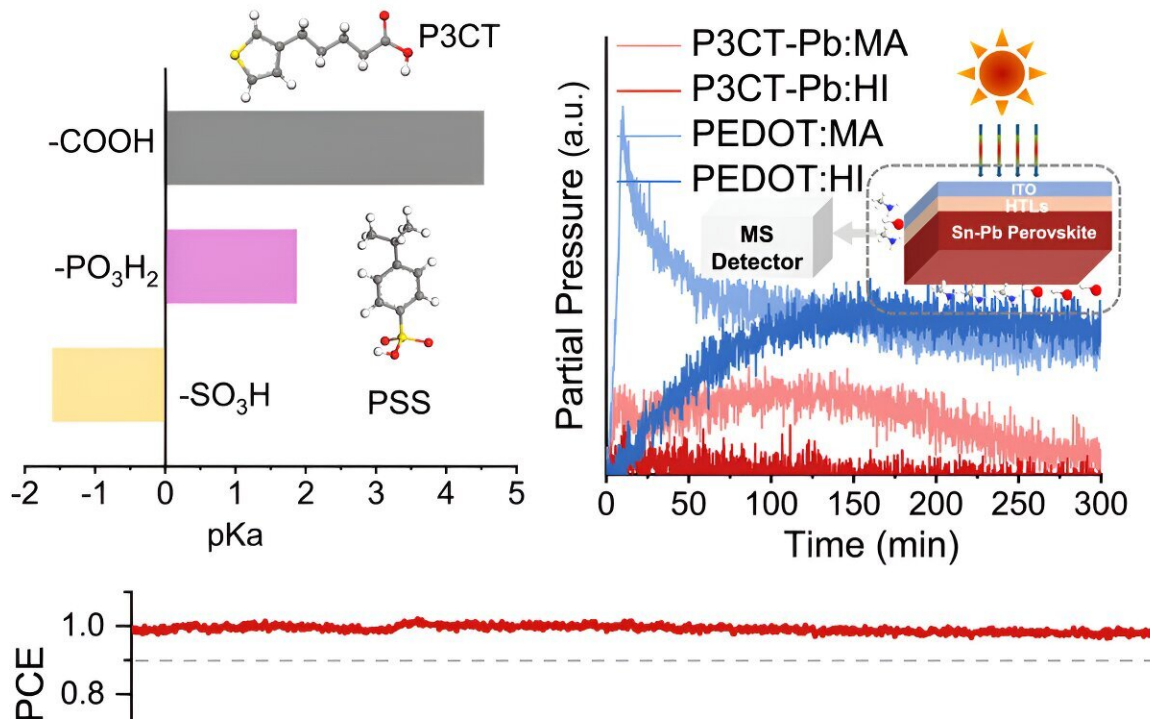 P3CT
-COOH
-PO₃H₂
-SO₃H
PSS
-2 -1 0 1 2 3 4 5
pKa
P3CT-Pb:MA
P3CT-Pb:HI
PEDOT:MA
PEDOT:HI
ITO
HTLs
Sn-Pb Perovskite
MS
Detector
Partial Pressure (a.u.)
0 50 100 150 200 250 300
Time (min)
1.0
0.8
PCE